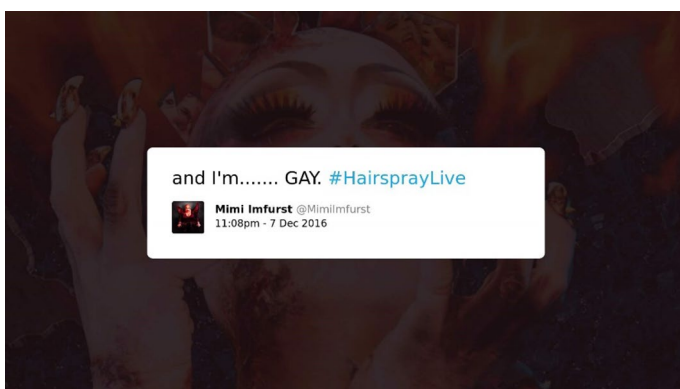 and I'm....... GAY. #HairsprayLive
Mimi Imfurst @MimiImfurst
11:08pm - 7 Dec 2016